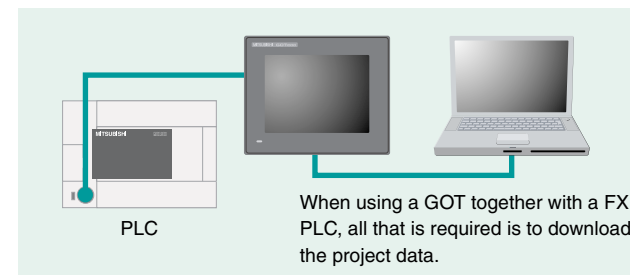 MITSUBISHI
MITSUBISHI
PLC
When using a GOT together with a FX
PLC, all that is required is to download
the project data.